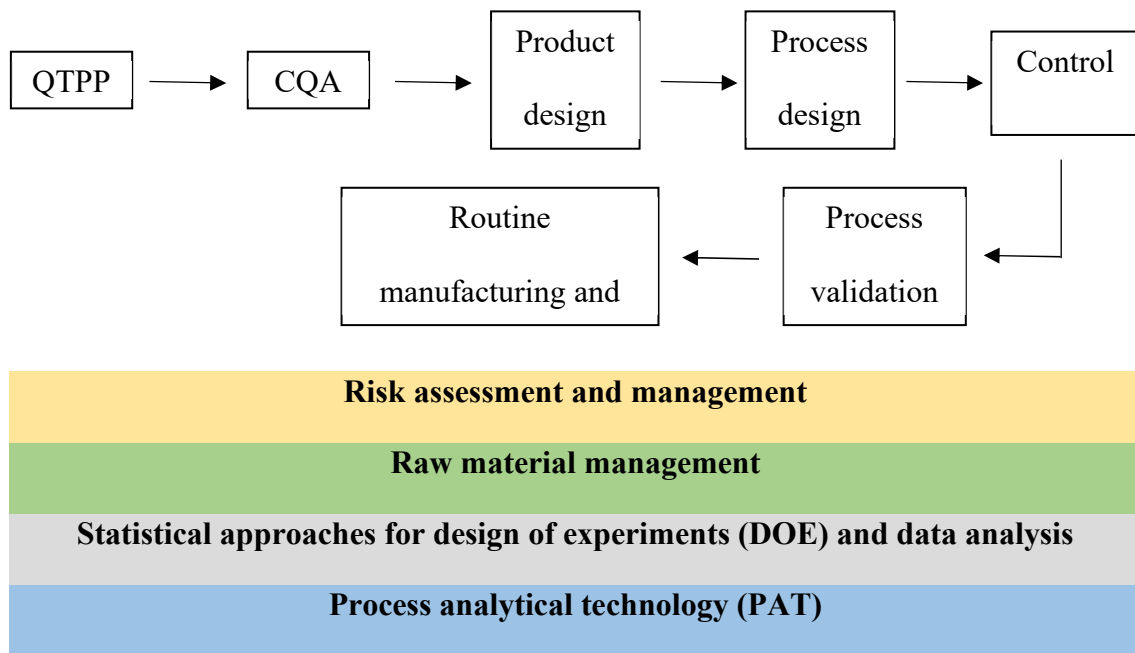 QTPP
CQA
Product
design
Process
design
Control
Process
validation
Routine
manufacturing and
Risk assessment and management
Raw material management
Statistical approaches for design of experiments (DOE) and data analysis
Process analytical technology (PAT)